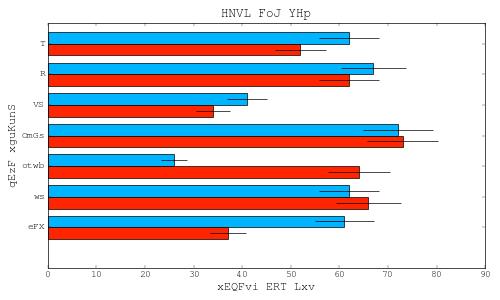 HNVL FoJ YHp
qEzF xguKunS
T
R
VS
OmGs
otwb
ws
eFX
0 10 20 30 40 50 60 70 80 90
xEQFvi ERT Lxv